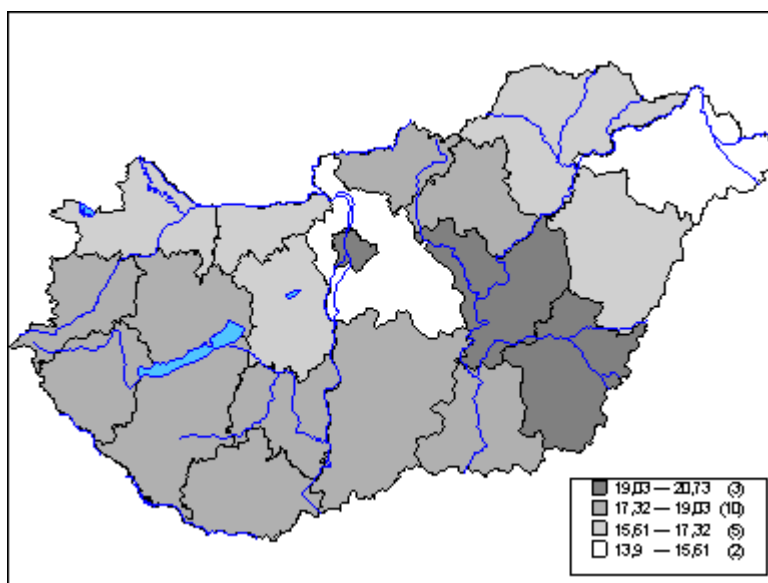 19,03 — 20,73 (3)
17,32 — 19,03 (10)
15,61 — 17,32 (5)
13,9 — 15,61 (2)